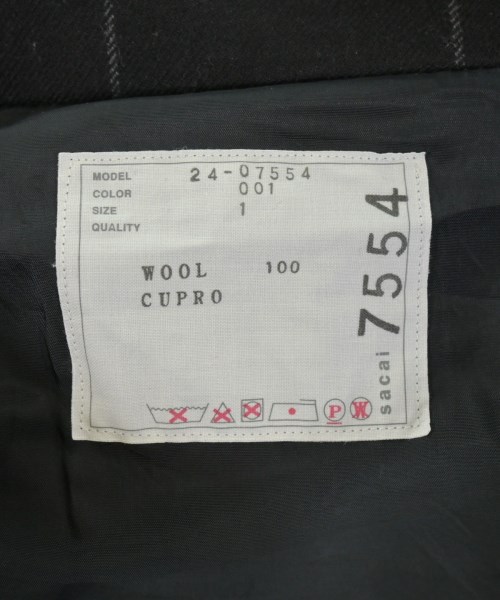 MODEL 24-07554
COLOR 001
SIZE 1
QUALITY
WOOL 100
CUPRO
sacai 7554
P W